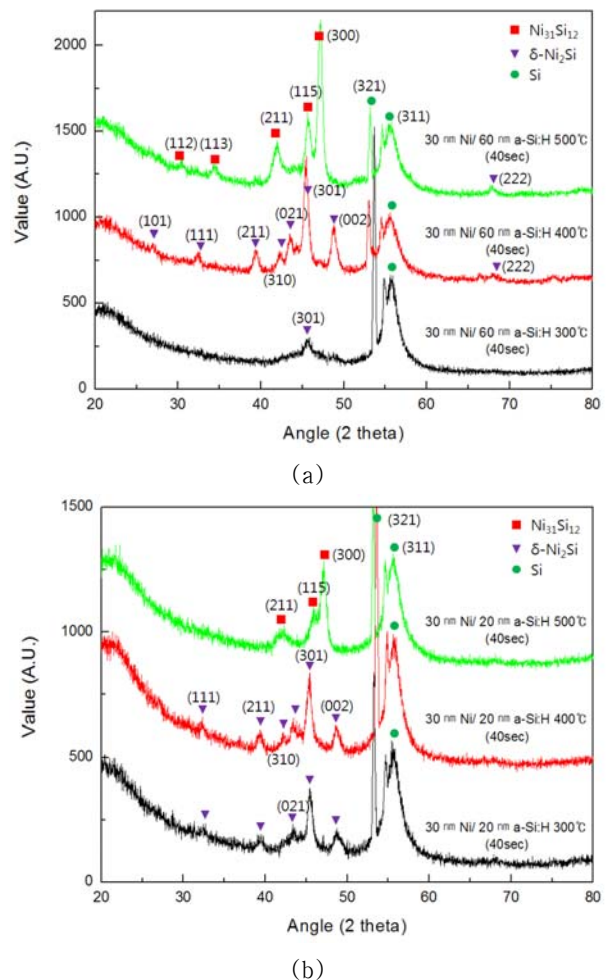 2000
1500
1000
500
0
Value (A.U.)
20 30 40 50 60 70 80
Angle (2 theta)
Ni₃₁Si₁₂
δ-Ni₂Si
Si
(300)
(115)
(211)
(112) (113)
(321)
(311)
30 nm Ni/ 60 nm a-Si:H 500℃
(40sec)
(222)
(301)
(021)
(002)
(101)
(111)
(211)
(310)
30 nm Ni/ 60 nm a-Si:H 400℃
(40sec)
(222)
(301)
30 nm Ni/ 60 nm a-Si:H 300℃
(40sec)
(a)
1500
1000
500
0
Value (A.U.)
20 30 40 50 60 70 80
Angle (2 theta)
Ni₃₁Si₁₂
δ-Ni₂Si
Si
(321)
(311)
(300)
(115)
(211)
30 nm Ni/ 20 nm a-Si:H 500℃
(40sec)
(301)
(111)
(211)
(002)
(310)
30 nm Ni/ 20 nm a-Si:H 400℃
(40sec)
(021)
30 nm Ni/ 20 nm a-Si:H 300℃
(40sec)
(b)